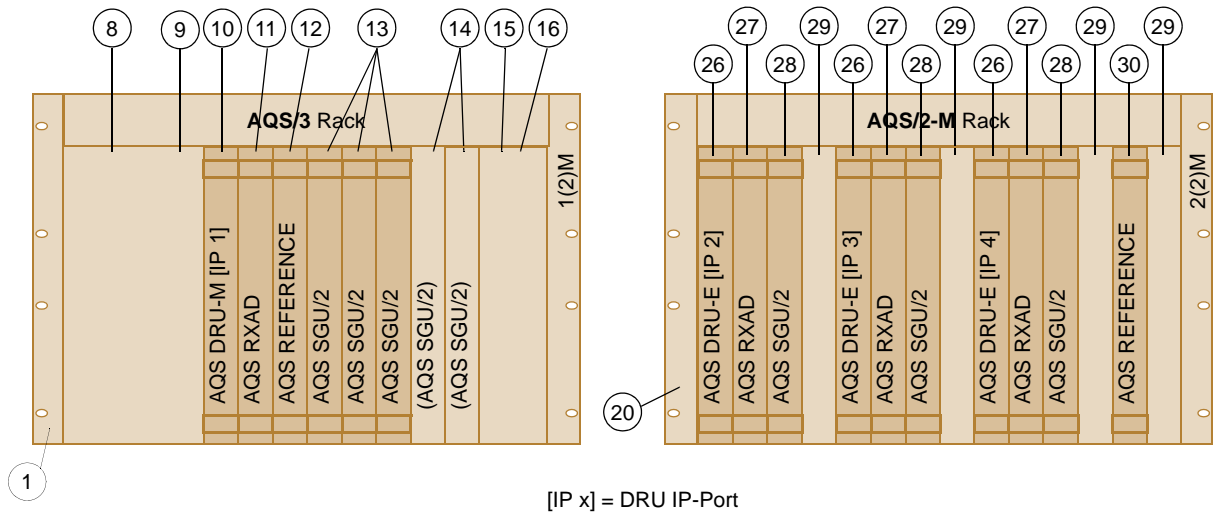 8 9 10 11 12 13 14 15 16
AQS/3 Rack
1(2)M
AQS DRU-M [IP 1]
AQS RXAD
AQS REFERENCE
AQS SGU/2
AQS SGU/2
AQS SGU/2
(AQS SGU/2)
(AQS SGU/2)
1
26 27 28 29 26 27 28 29 26 27 28 29 30 29
AQS/2-M Rack
2(2)M
AQS DRU-E [IP 2]
AQS RXAD
AQS SGU/2
AQS DRU-E [IP 3]
AQS RXAD
AQS SGU/2
AQS DRU-E [IP 4]
AQS RXAD
AQS SGU/2
AQS REFERENCE
20
[IP x] = DRU IP-Port